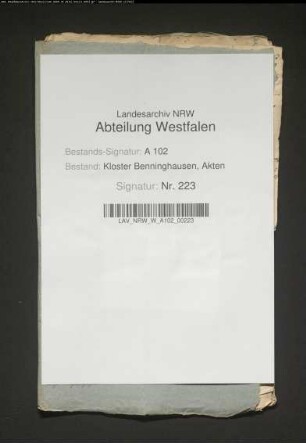 Landesarchiv NRW
Abteilung Westfalen
Bestands-Signatur: A 102
Bestand: Kloster Benninghausen, Akten
Signatur: Nr. 223
LAV_NRW_W_A102_00223